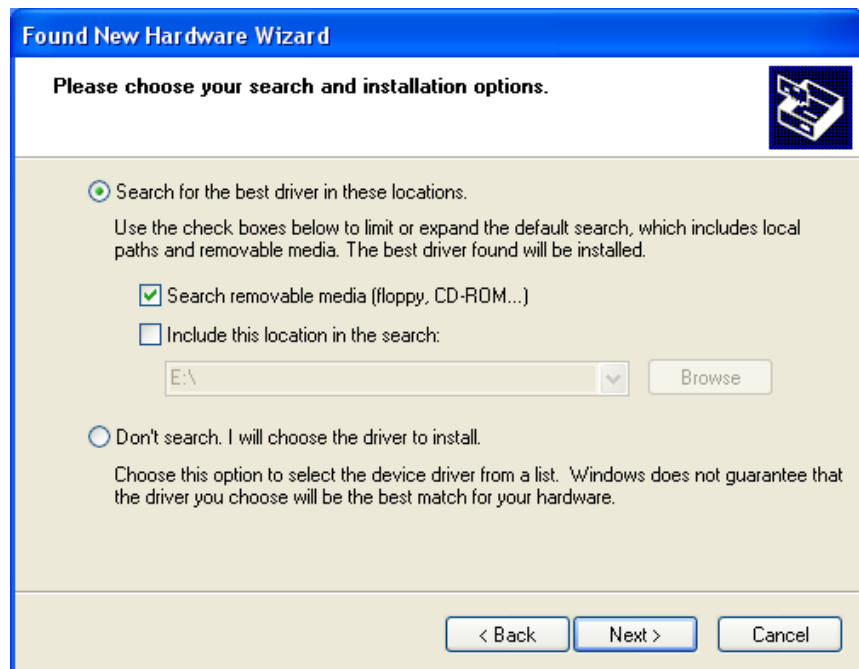 Found New Hardware Wizard
Please choose your search and installation options.
Search for the best driver in these locations.
Use the check boxes below to limit or expand the default search, which includes local
paths and removable media. The best driver found will be installed.
Search removable media (floppy, CD-ROM...)
Include this location in the search:
E:\
Browse
Don't search. I will choose the driver to install.
Choose this option to select the device driver from a list.  Windows does not guarantee that
the driver you choose will be the best match for your hardware.
< Back
Next >
Cancel